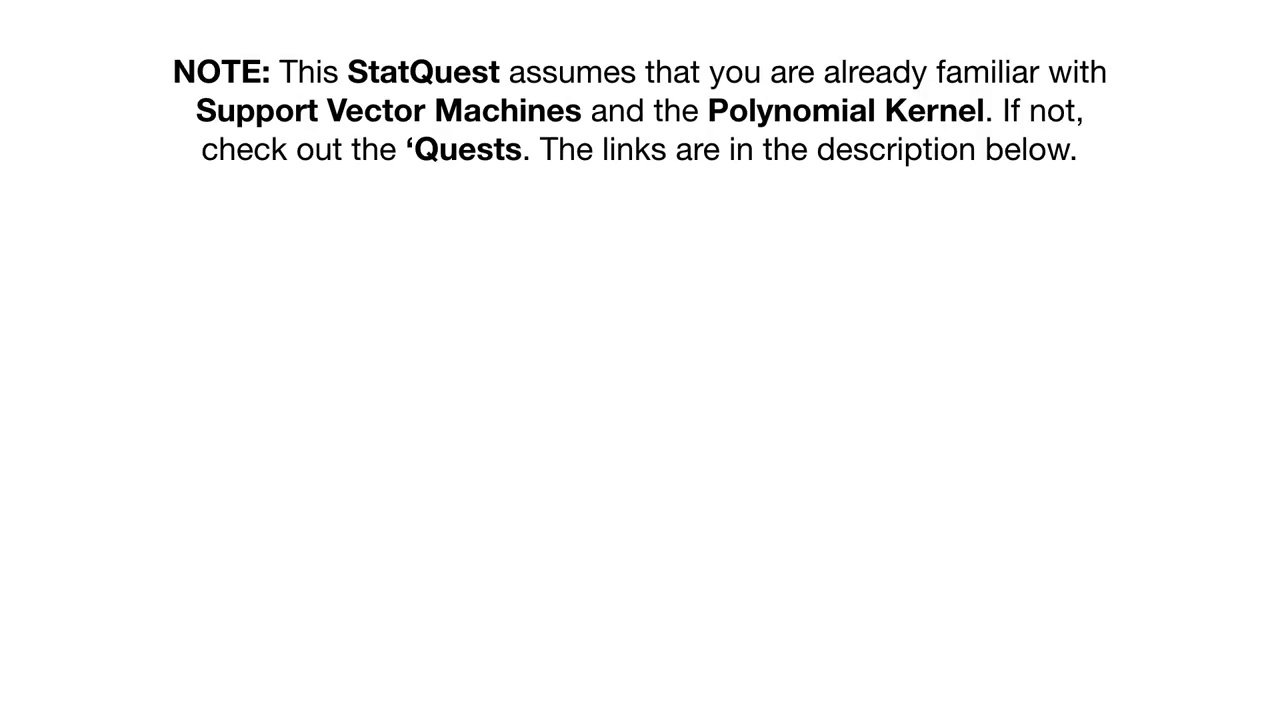 NOTE: This StatQuest assumes that you are already familiar with
Support Vector Machines and the Polynomial Kernel. If not,
check out the ‘Quests. The links are in the description below.